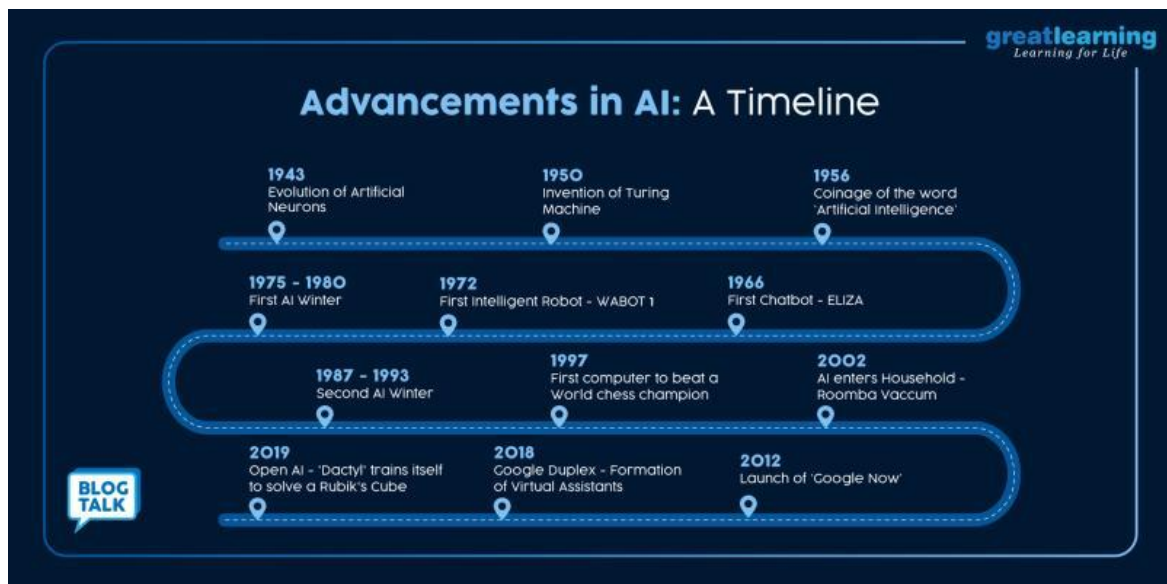 greatlearning
Learning for Life
Advancements in AI: A Timeline
1943
Evolution of Artificial
Neurons
1950
Invention of Turing
Machine
1956
Coinage of the word
'Artificial Intelligence'
1975 - 1980
First AI Winter
1972
First Intelligent Robot - WABOT 1
1966
First Chatbot - ELIZA
1987 - 1993
Second AI Winter
1997
First computer to beat a
World chess champion
2002
AI enters Household -
Roomba Vaccum
2019
Open AI - 'Dactyl' trains itself
to solve a Rubik's Cube
2018
Google Duplex - Formation
of Virtual Assistants
2012
Launch of 'Google Now'
BLOG
TALK